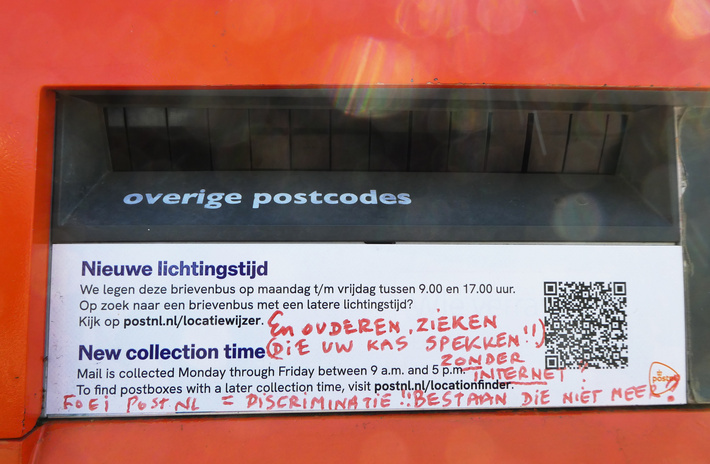 overige postcodes
Nieuwe lichtingstijd
We legen deze brievenbus op maandag t/m vrijdag tussen 9.00 en 17.00 uur.
Op zoek naar een brievenbus met een latere lichtingstijd?
Kijk op postnl.nl/locatiewijzer.
En OUDEREN, ZIEKEN
(DIE UW KAS SPEKKEN!!)
ZONDER
INTERNET?
New collection time
Mail is collected Monday through Friday between 9 a.m. and 5 p.m.
To find postboxes with a later collection time, visit postnl.nl/locationfinder.
postnl
FOEI POST NL = DISCRIMINATIE!! BESTAAN DIE NIET MEER!?